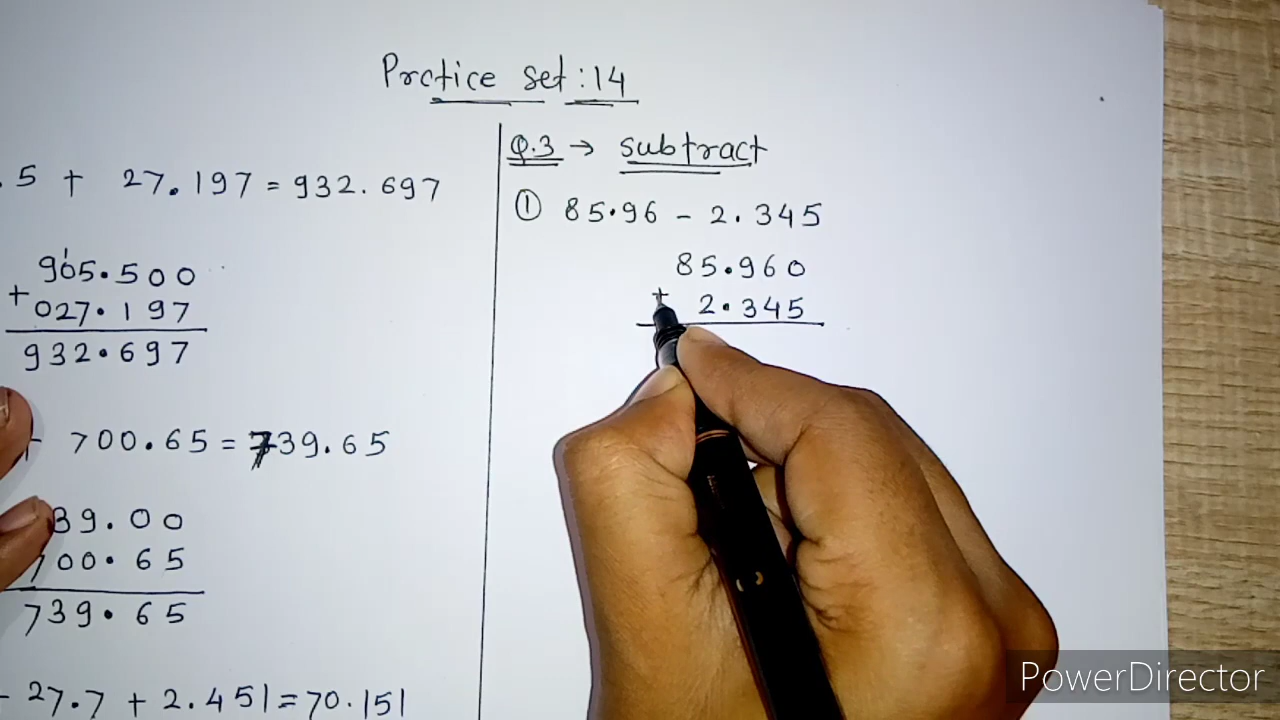 Prctice set:14
.5 + 27.197 = 932.697
905.500
+ 027.197
932.697
700.65 = 739.65
39.00
700.65
739.65
- 27.7 + 2.451 = 70.151
Q.3 → subtract
① 85.96 - 2.345
85.960
+ 2.345
PowerDirector